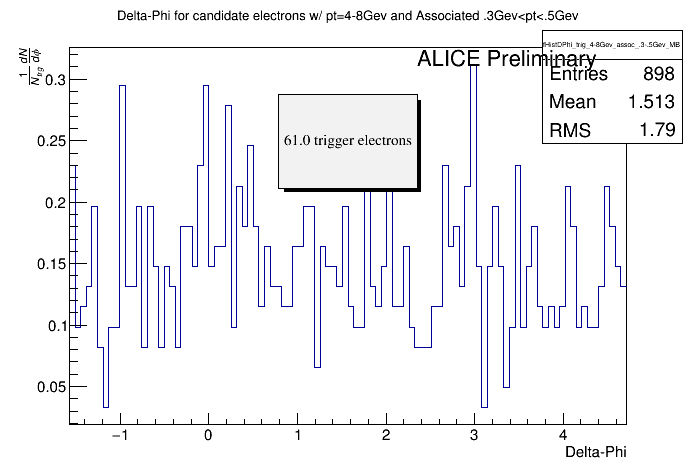 Delta-Phi for candidate electrons w/ pt=4-8Gev and Associated .3Gev<pt<.5Gev
1/N_trg dN/dϕ
ALICE Preliminary
HistDPhi_trig_4-8Gev_assoc_.3-.5Gev_MB
Entries 898
Mean 1.513
RMS 1.79
61.0 trigger electrons
0.3
0.25
0.2
0.15
0.1
0.05
−1 0 1 2 3 4
Delta-Phi